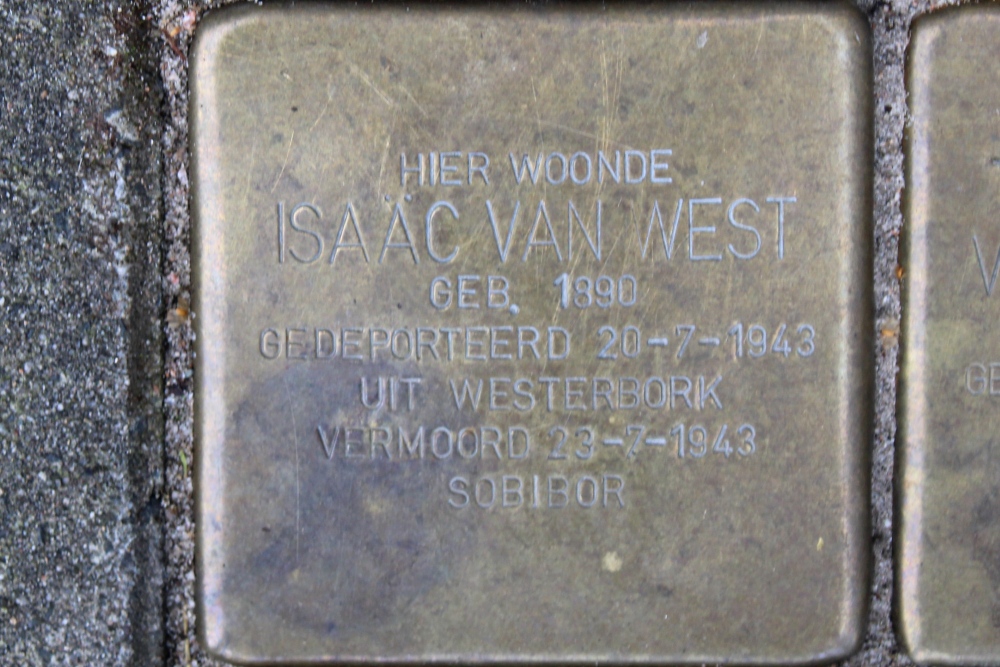 HIER WOONDE
ISAÄC VAN WEST
GEB. 1890
GEDEPORTEERD 20-7-1943
UIT WESTERBORK
VERMOORD 23-7-1943
SOBIBOR